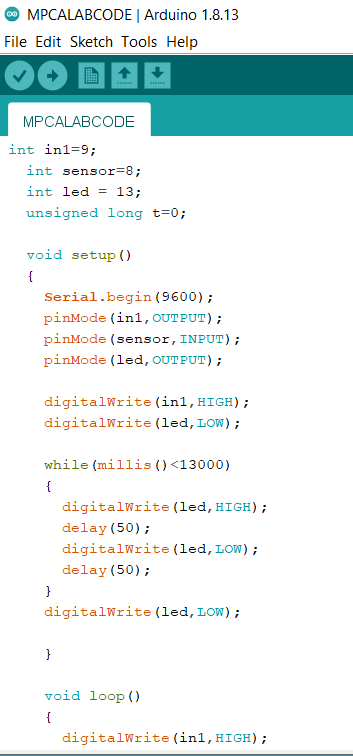 MPCALABCODE | Arduino 1.8.13
File Edit Sketch Tools Help
MPCALABCODE
int in1=9;
int sensor=8;
int led = 13;
unsigned long t=0;
void setup()
{
Serial.begin(9600);
pinMode(in1,OUTPUT);
pinMode(sensor,INPUT);
pinMode(led,OUTPUT);
digitalWrite(in1,HIGH);
digitalWrite(led,LOW);
while(millis()<13000)
{
digitalWrite(led,HIGH);
delay(50);
digitalWrite(led,LOW);
delay(50);
}
digitalWrite(led,LOW);
}
void loop()
{
digitalWrite(in1,HIGH);